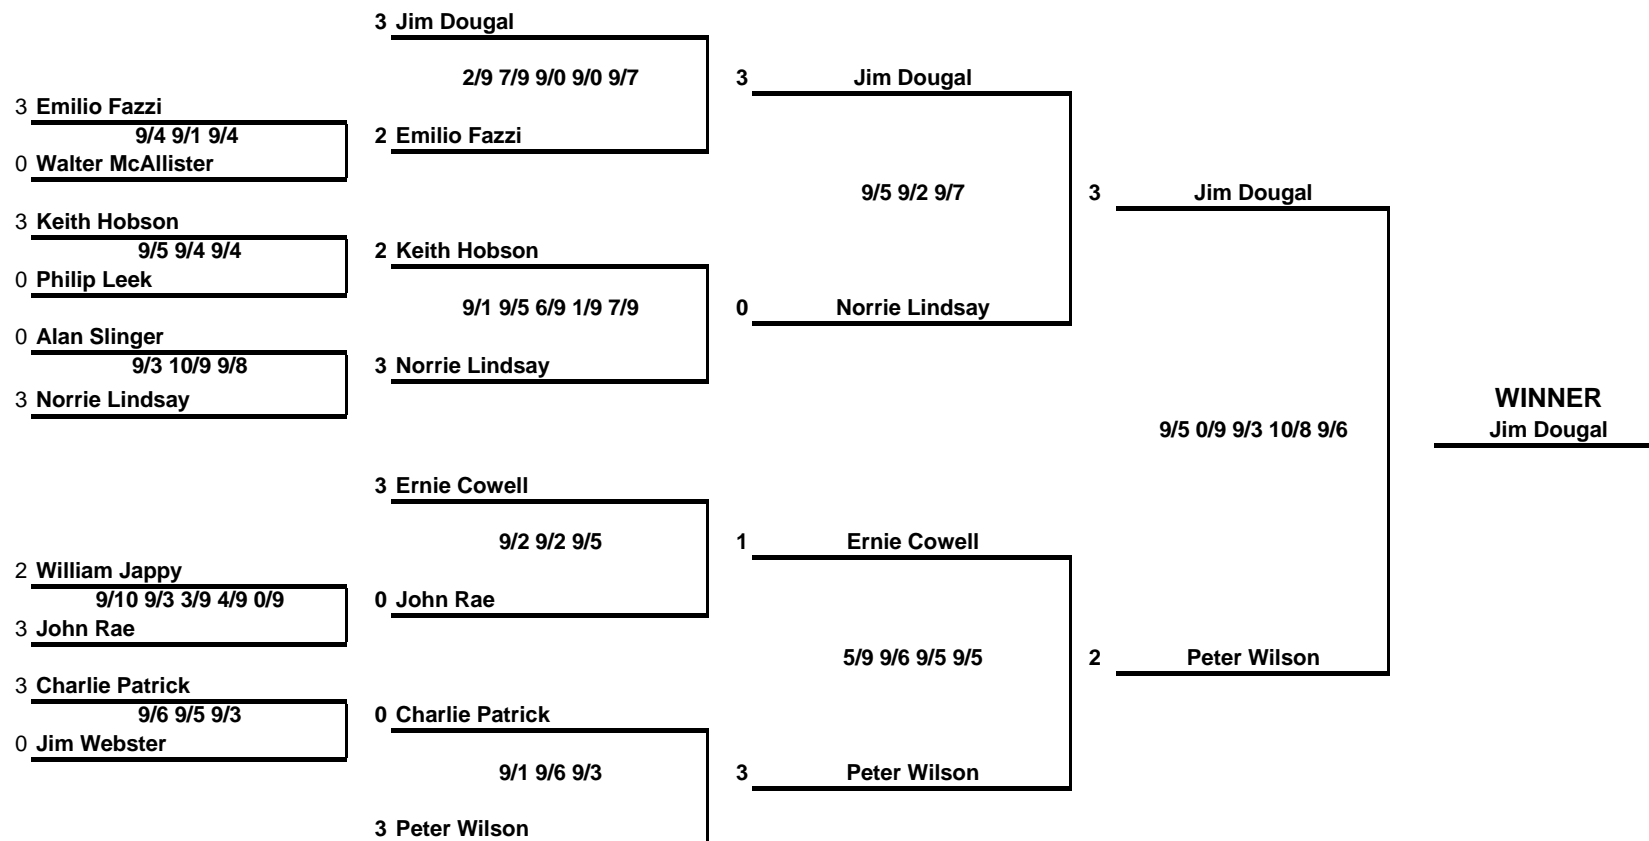 3 Jim Dougal
2/9 7/9 9/0 9/0 9/7
3 Jim Dougal
3 Emilio Fazzi
9/4 9/1 9/4
2 Emilio Fazzi
0 Walter McAllister
9/5 9/2 9/7
3 Jim Dougal
3 Keith Hobson
9/5 9/4 9/4
2 Keith Hobson
0 Philip Leek
9/1 9/5 6/9 1/9 7/9
0 Norrie Lindsay
0 Alan Slinger
9/3 10/9 9/8
3 Norrie Lindsay
3 Norrie Lindsay
WINNER
9/5 0/9 9/3 10/8 9/6
Jim Dougal
3 Ernie Cowell
9/2 9/2 9/5
1 Ernie Cowell
2 William Jappy
9/10 9/3 3/9 4/9 0/9
0 John Rae
3 John Rae
5/9 9/6 9/5 9/5
2 Peter Wilson
3 Charlie Patrick
9/6 9/5 9/3
0 Charlie Patrick
0 Jim Webster
9/1 9/6 9/3
3 Peter Wilson
3 Peter Wilson